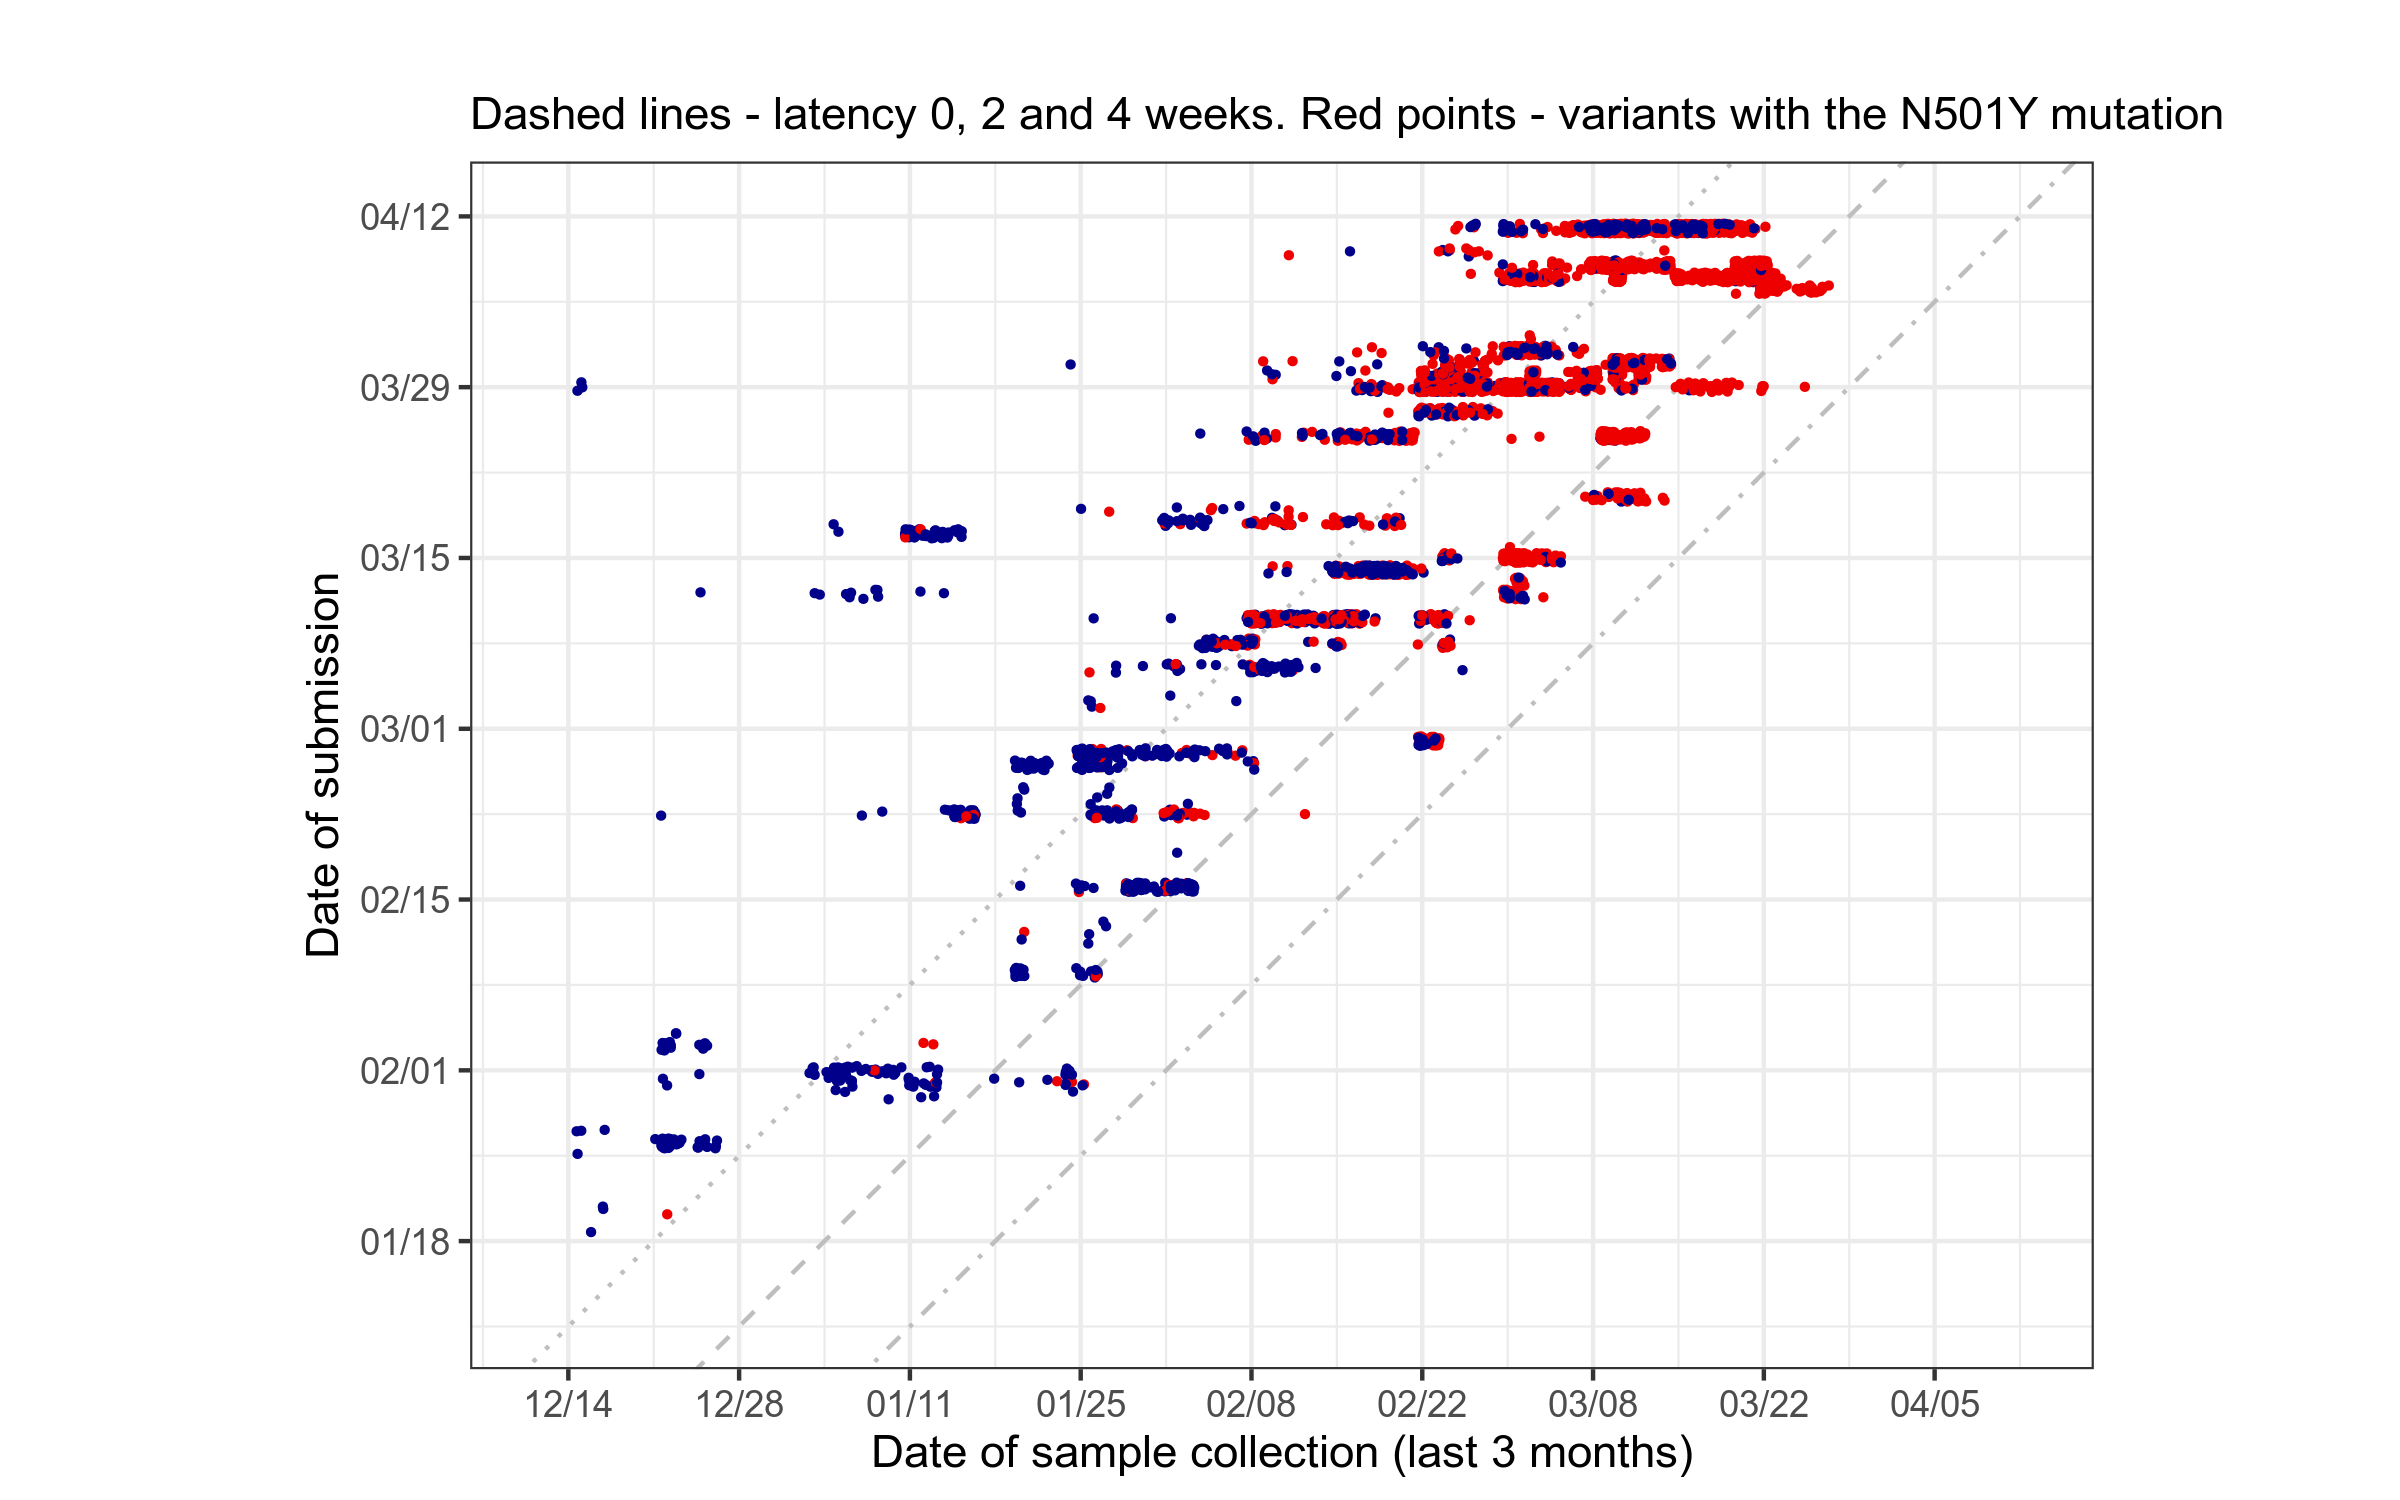 Dashed lines - latency 0, 2 and 4 weeks. Red points - variants with the N501Y mutation
Date of submission
04/12
03/29
03/15
03/01
02/15
02/01
01/18
12/14 12/28 01/11 01/25 02/08 02/22 03/08 03/22 04/05
Date of sample collection (last 3 months)